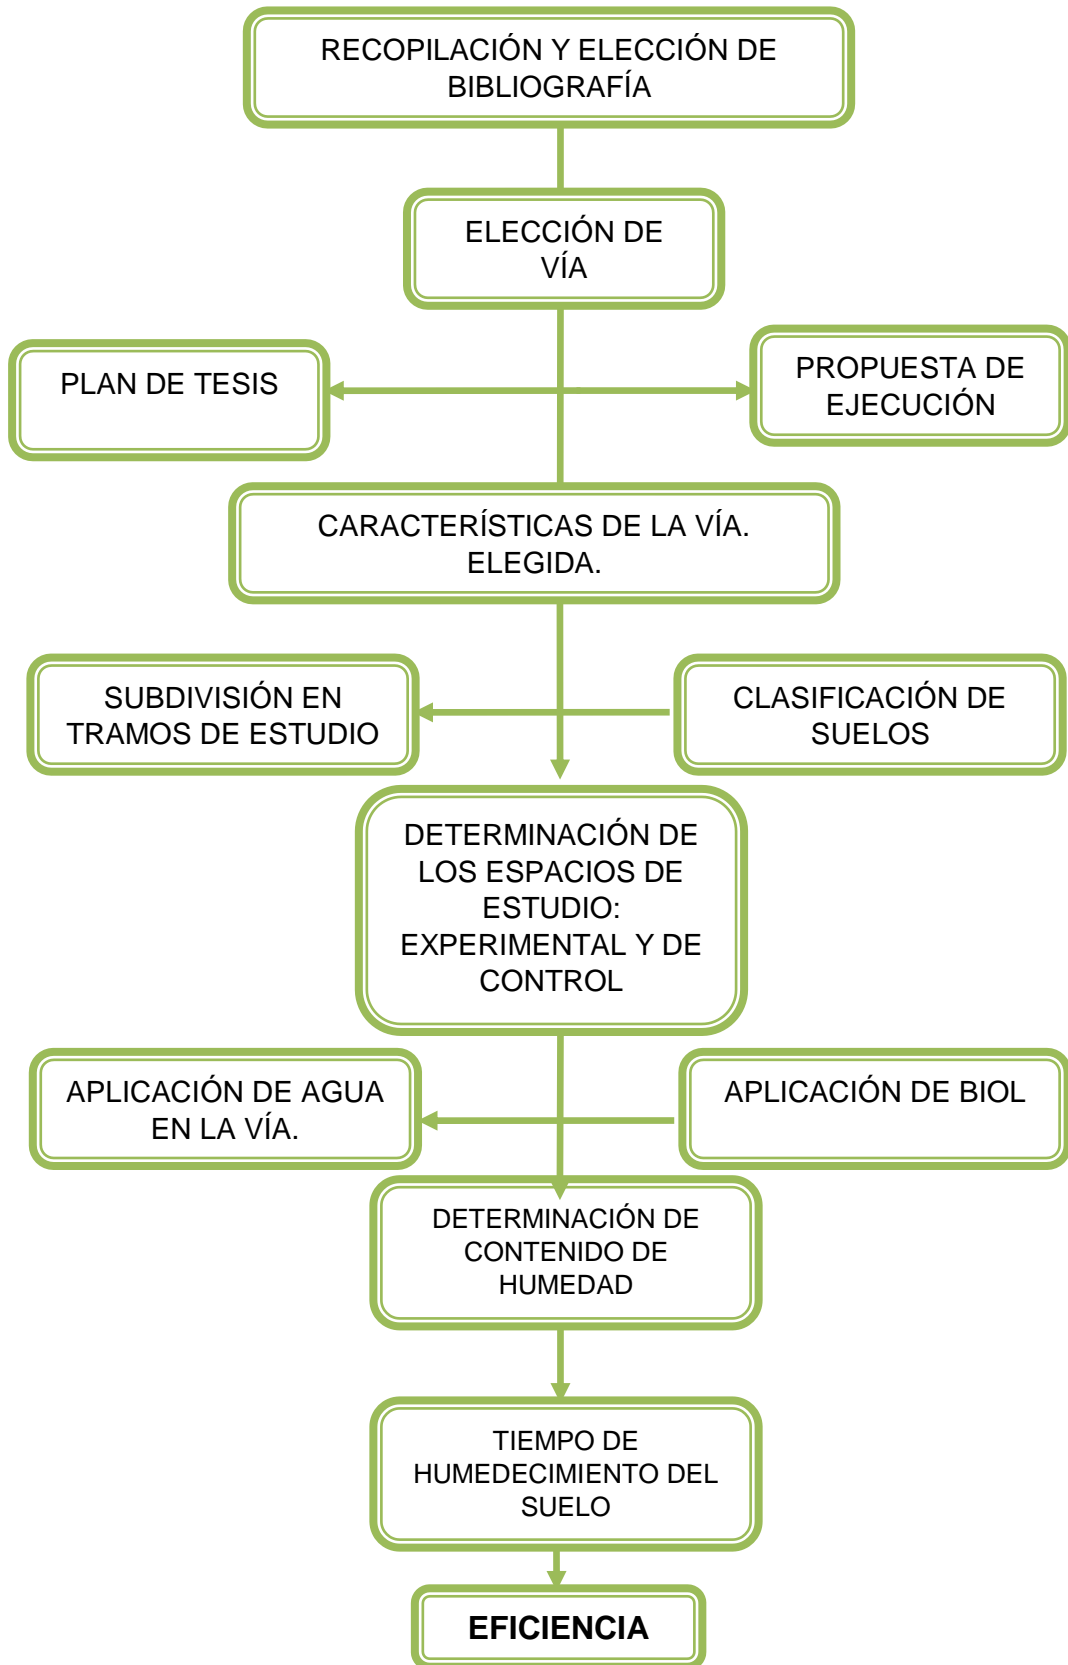 RECOPILACIÓN Y ELECCIÓN DE
BIBLIOGRAFÍA
ELECCIÓN DE
VÍA
PLAN DE TESIS
PROPUESTA DE
EJECUCIÓN
CARACTERÍSTICAS DE LA VÍA.
ELEGIDA.
SUBDIVISIÓN EN
TRAMOS DE ESTUDIO
CLASIFICACIÓN DE
SUELOS
DETERMINACIÓN DE
LOS ESPACIOS DE
ESTUDIO:
EXPERIMENTAL Y DE
CONTROL
APLICACIÓN DE AGUA
EN LA VÍA.
APLICACIÓN DE BIOL
DETERMINACIÓN DE
CONTENIDO DE
HUMEDAD
TIEMPO DE
HUMEDECIMIENTO DEL
SUELO
EFICIENCIA